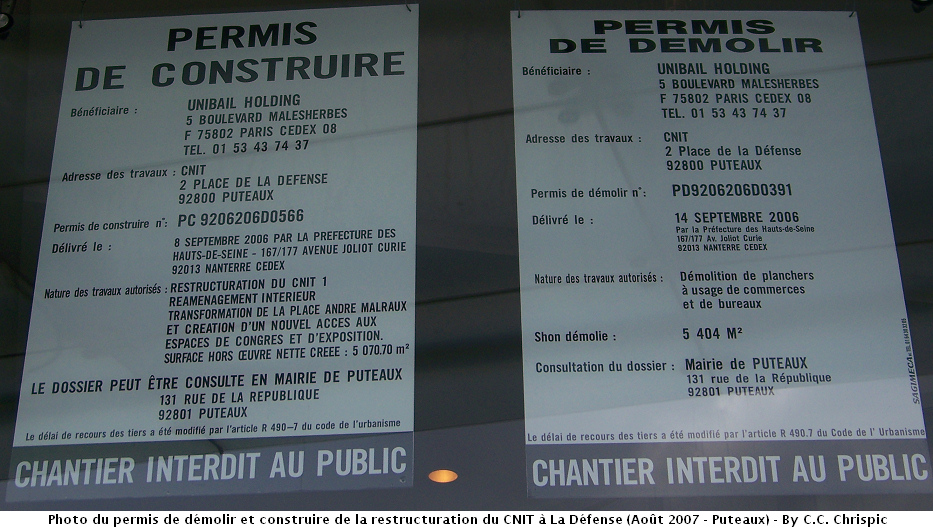 PERMIS
DE CONSTRUIRE
Bénéficiaire :
UNIBAIL HOLDING
5 BOULEVARD MALESHERBES
F 75802 PARIS CEDEX 08
TEL. 01 53 43 74 37
Adresse des travaux : CNIT
2 PLACE DE LA DEFENSE
92800 PUTEAUX
Permis de construire n°: PC 9206206D0566
Délivré le : 8 SEPTEMBRE 2006 PAR LA PREFECTURE DES
HAUTS-DE-SEINE - 167/177 AVENUE JOLIOT CURIE
92013 NANTERRE CEDEX
Nature des travaux autorisés : RESTRUCTURATION DU CNIT 1
REAMENAGEMENT INTERIEUR
TRANSFORMATION DE LA PLACE ANDRE MALRAUX
ET CREATION D'UN NOUVEL ACCES AUX
ESPACES DE CONGRES ET D'EXPOSITION.
SURFACE HORS ŒUVRE NETTE CREEE : 5 070.70 m²
LE DOSSIER PEUT ÊTRE CONSULTE EN MAIRIE DE PUTEAUX
131 RUE DE LA REPUBLIQUE
92801 PUTEAUX
Le délai de recours des tiers a été modifié par l'article R 490-7 du code de l'urbanisme
CHANTIER INTERDIT AU PUBLIC
PERMIS
DE DEMOLIR
Bénéficiaire :
UNIBAIL HOLDING
5 BOULEVARD MALESHERBES
F 75802 PARIS CEDEX 08
TEL. 01 53 43 74 37
Adresse des travaux : CNIT
2 Place de la Défense
92800 PUTEAUX
Permis de démolir n°: PD9206206D0391
Délivré le : 14 SEPTEMBRE 2006
Par la Préfecture des Hauts-de-Seine
167/177 Av. Joliot Curie
92013 NANTERRE CEDEX
Nature des travaux autorisés : Démolition de planchers
à usage de commerces
et de bureaux
Shon démolie : 5 404 M²
Consultation du dossier : Mairie de PUTEAUX
131 rue de la République
92801 PUTEAUX
Le délai de recours des tiers a été modifié par l'article R 490.7 du Code de l' Urbanisme
CHANTIER INTERDIT AU PUBLIC
SAGIMECA
Photo du permis de démolir et construire de la restructuration du CNIT à La Défense (Août 2007 - Puteaux) - By C.C. Chrispic